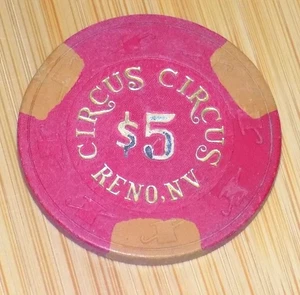 CIRCUS CIRCUS
$5
RENO, NV